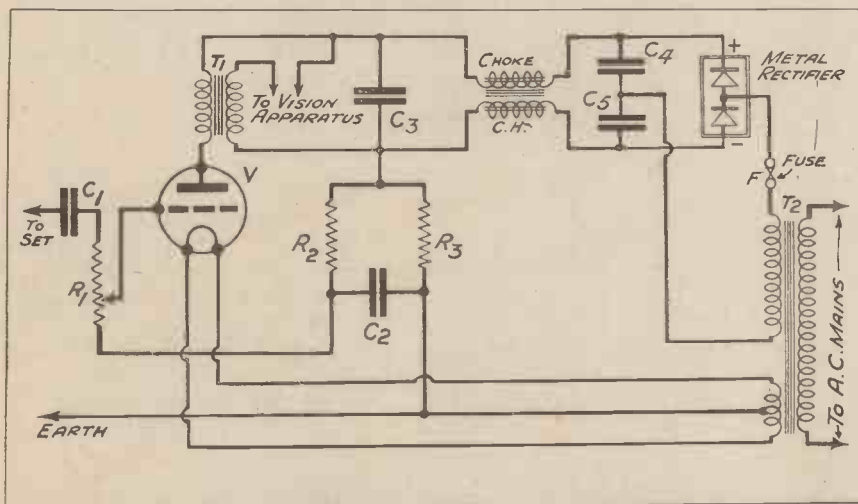 T1
TO VISION
APPARATUS
C3
CHOKE
C.H.
C4
C5
+
-
METAL
RECTIFIER
FUSE
F
T2
TO A.C. MAINS
V
C1
TO
SET
R1
R2
R3
C2
EARTH